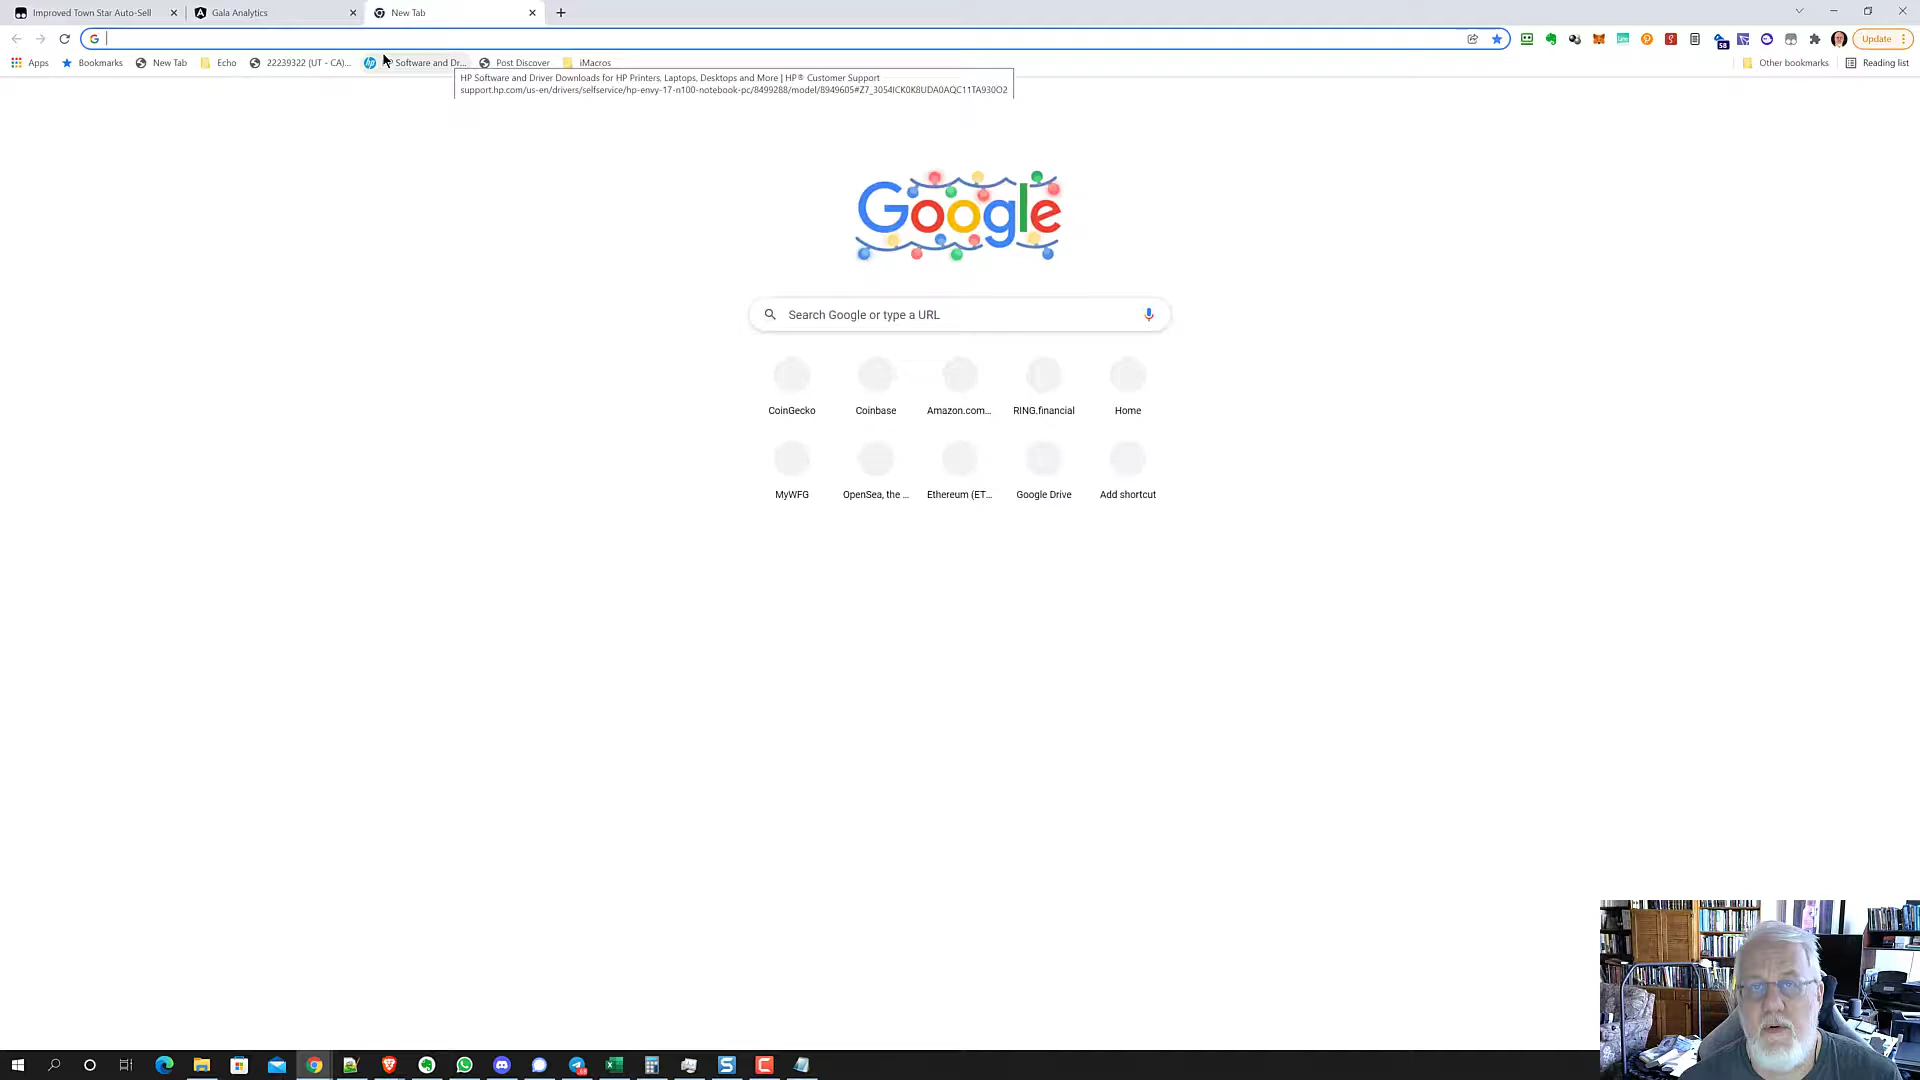 Improved Town Star Auto-Sell
Gala Analytics
New Tab
Update
Apps
Bookmarks
New Tab
Echo
22239322 (UT - CA)...
Software and Dr...
Post Discover
iMacros
Other bookmarks
Reading list
HP Software and Driver Downloads for HP Printers, Laptops, Desktops and More | HP® Customer Support
support.hp.com/us-en/drivers/selfservice/hp-envy-17-n100-notebook-pc/8499288/model/8949605#Z7_3054ICK0K8UDA0AQC11TA930O2
Google
Search Google or type a URL
CoinGecko
Coinbase
Amazon.com...
RING.financial
Home
MyWFG
OpenSea, the ...
Ethereum (ET...
Google Drive
Add shortcut